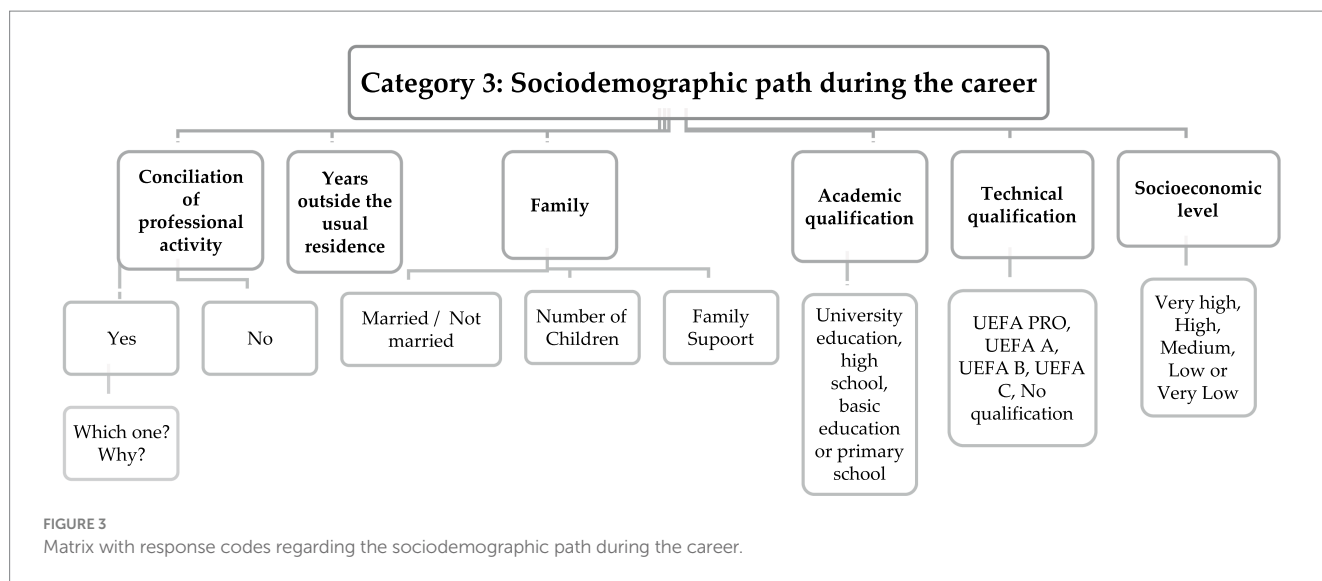 Category 3: Sociodemographic path during the career
Conciliation
of
professional
activity
Years
outside the
usual
residence
Family
Academic
qualification
Technical
qualification
Socioeconomic
level
Yes
No
Married / Not
married
Number of
Children
Family
Supoort
University
education,
high
school,
basic
education
or primary
school
UEFA PRO,
UEFA A,
UEFA B, UEFA
C, No
qualification
Very high,
High,
Medium,
Low or
Very Low
Which one?
Why?
FIGURE 3
Matrix with response codes regarding the sociodemographic path during the career.